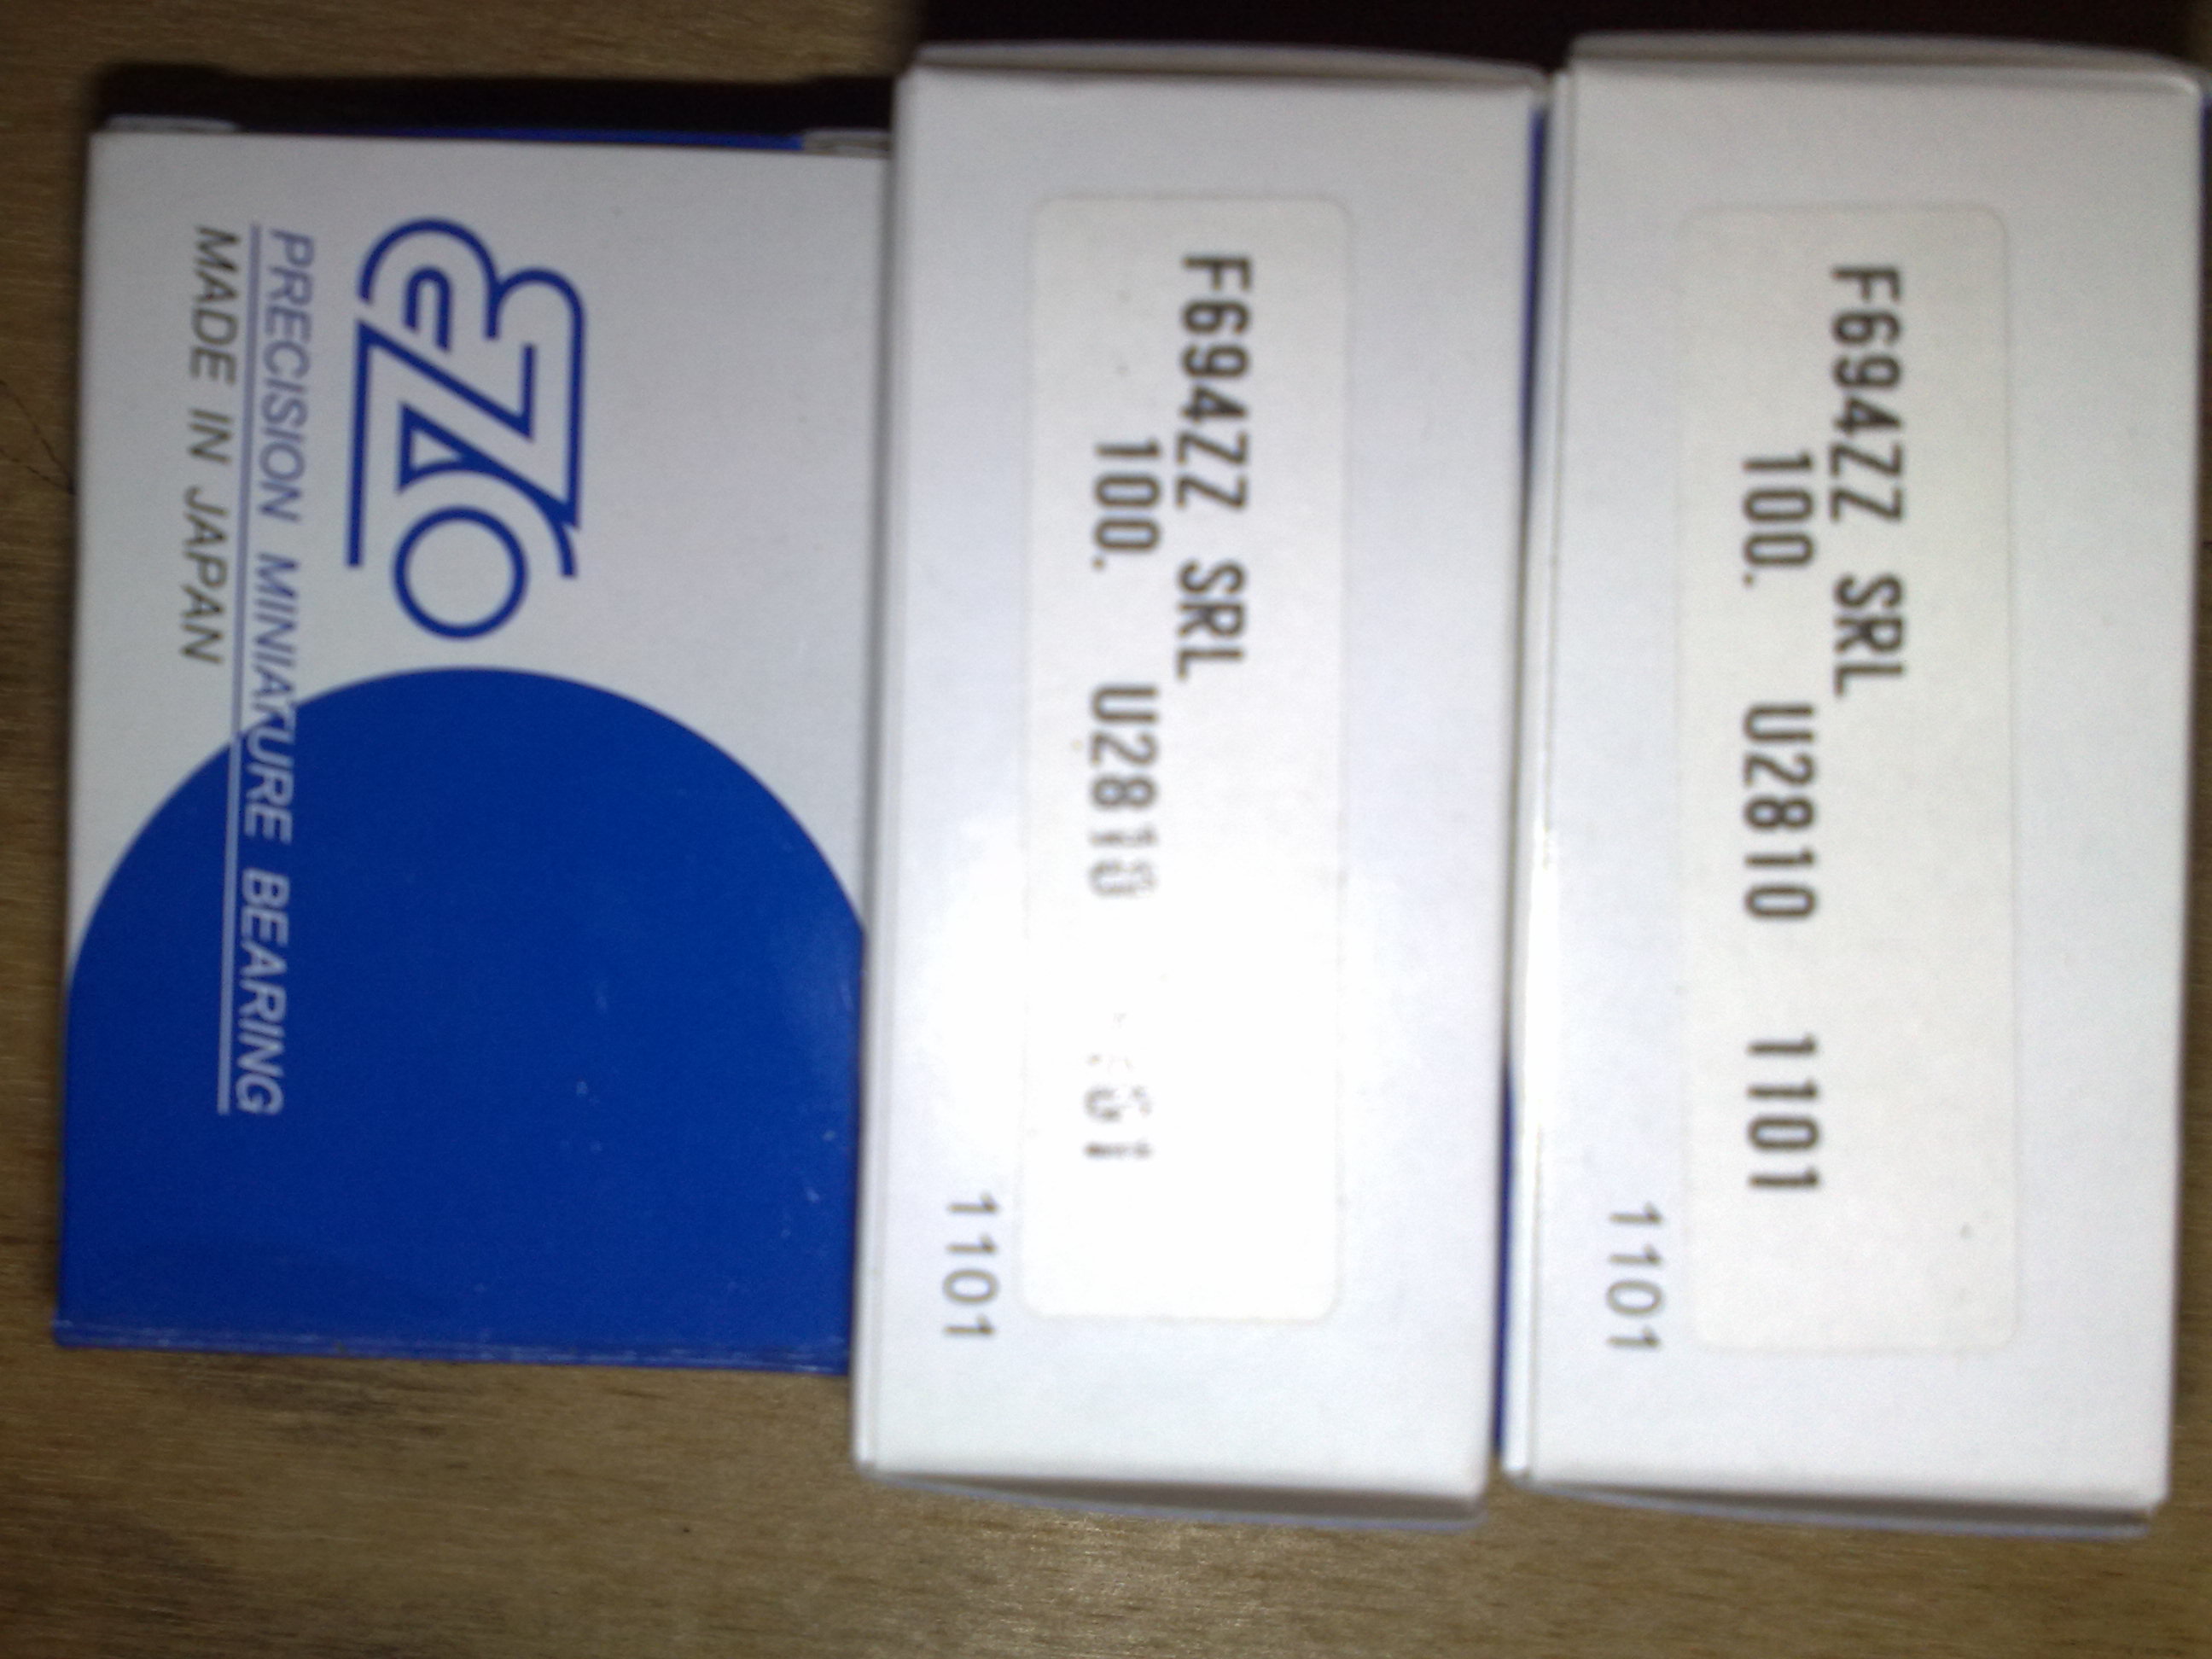 EZO
PRECISION MINIATURE BEARING
MADE IN JAPAN
F694ZZ SRL
100. U2810
1101
F694ZZ SRL
100. U2810 1101
1101